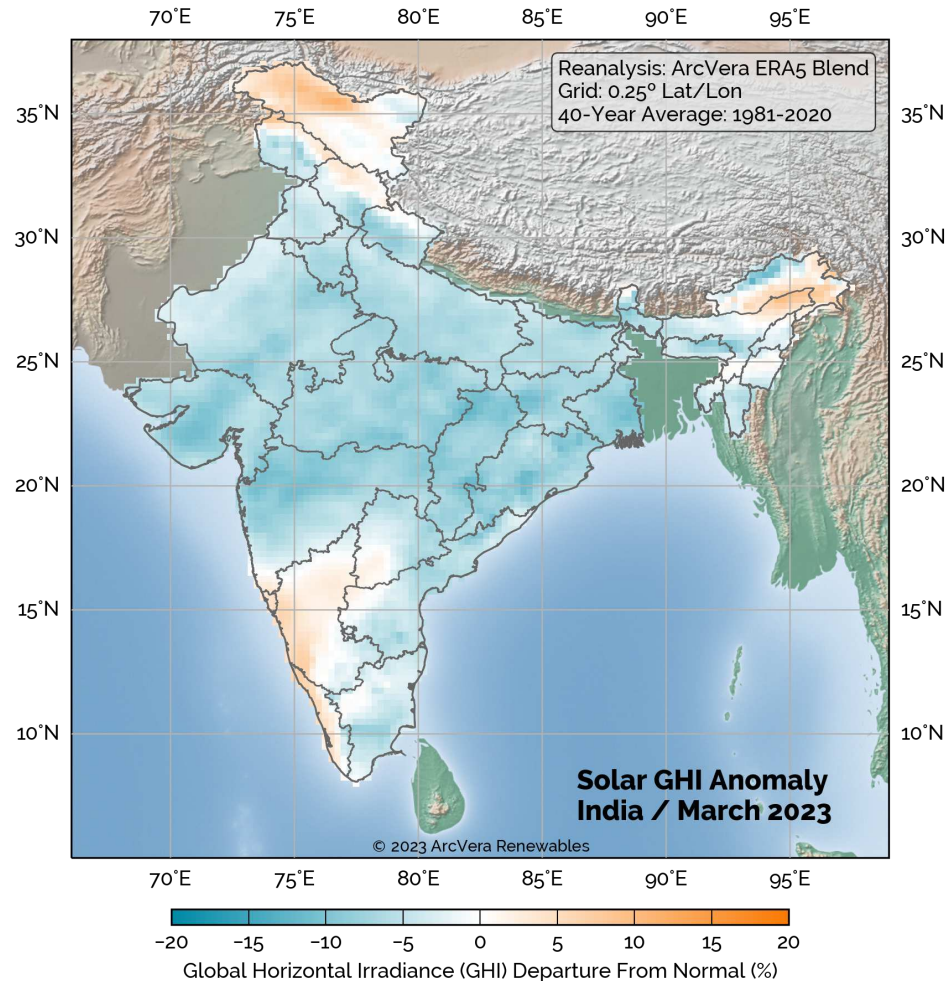 70°E 75°E 80°E 85°E 90°E 95°E
Reanalysis: ArcVera ERA5 Blend
Grid: 0.25º Lat/Lon
40-Year Average: 1981-2020
35°N 35°N
30°N 30°N
25°N 25°N
20°N 20°N
15°N 15°N
10°N 10°N
Solar GHI Anomaly
India / March 2023
© 2023 ArcVera Renewables
70°E 75°E 80°E 85°E 90°E 95°E
−20 −15 −10 −5 0 5 10 15 20
Global Horizontal Irradiance (GHI) Departure From Normal (%)